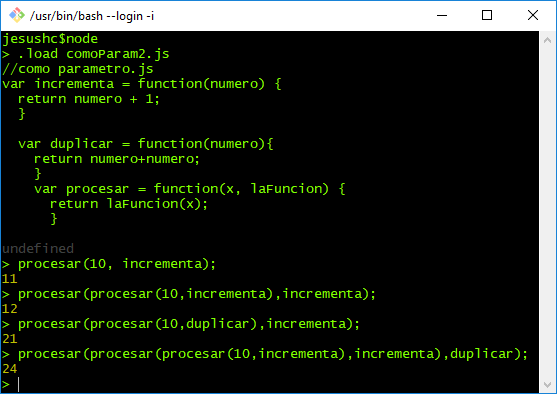 /usr/bin/bash --login -i
jesushc$node
> .load comoParam2.js
//como parametro.js
var incrementa = function(numero) {
  return numero + 1;
  }
  var duplicar = function(numero){
    return numero+numero;
    }
    var procesar = function(x, laFuncion) {
      return laFuncion(x);
      }
undefined
> procesar(10, incrementa);
11
> procesar(procesar(10,incrementa),incrementa);
12
> procesar(procesar(10,duplicar),incrementa);
21
> procesar(procesar(procesar(10,incrementa),incrementa),duplicar);
24
>